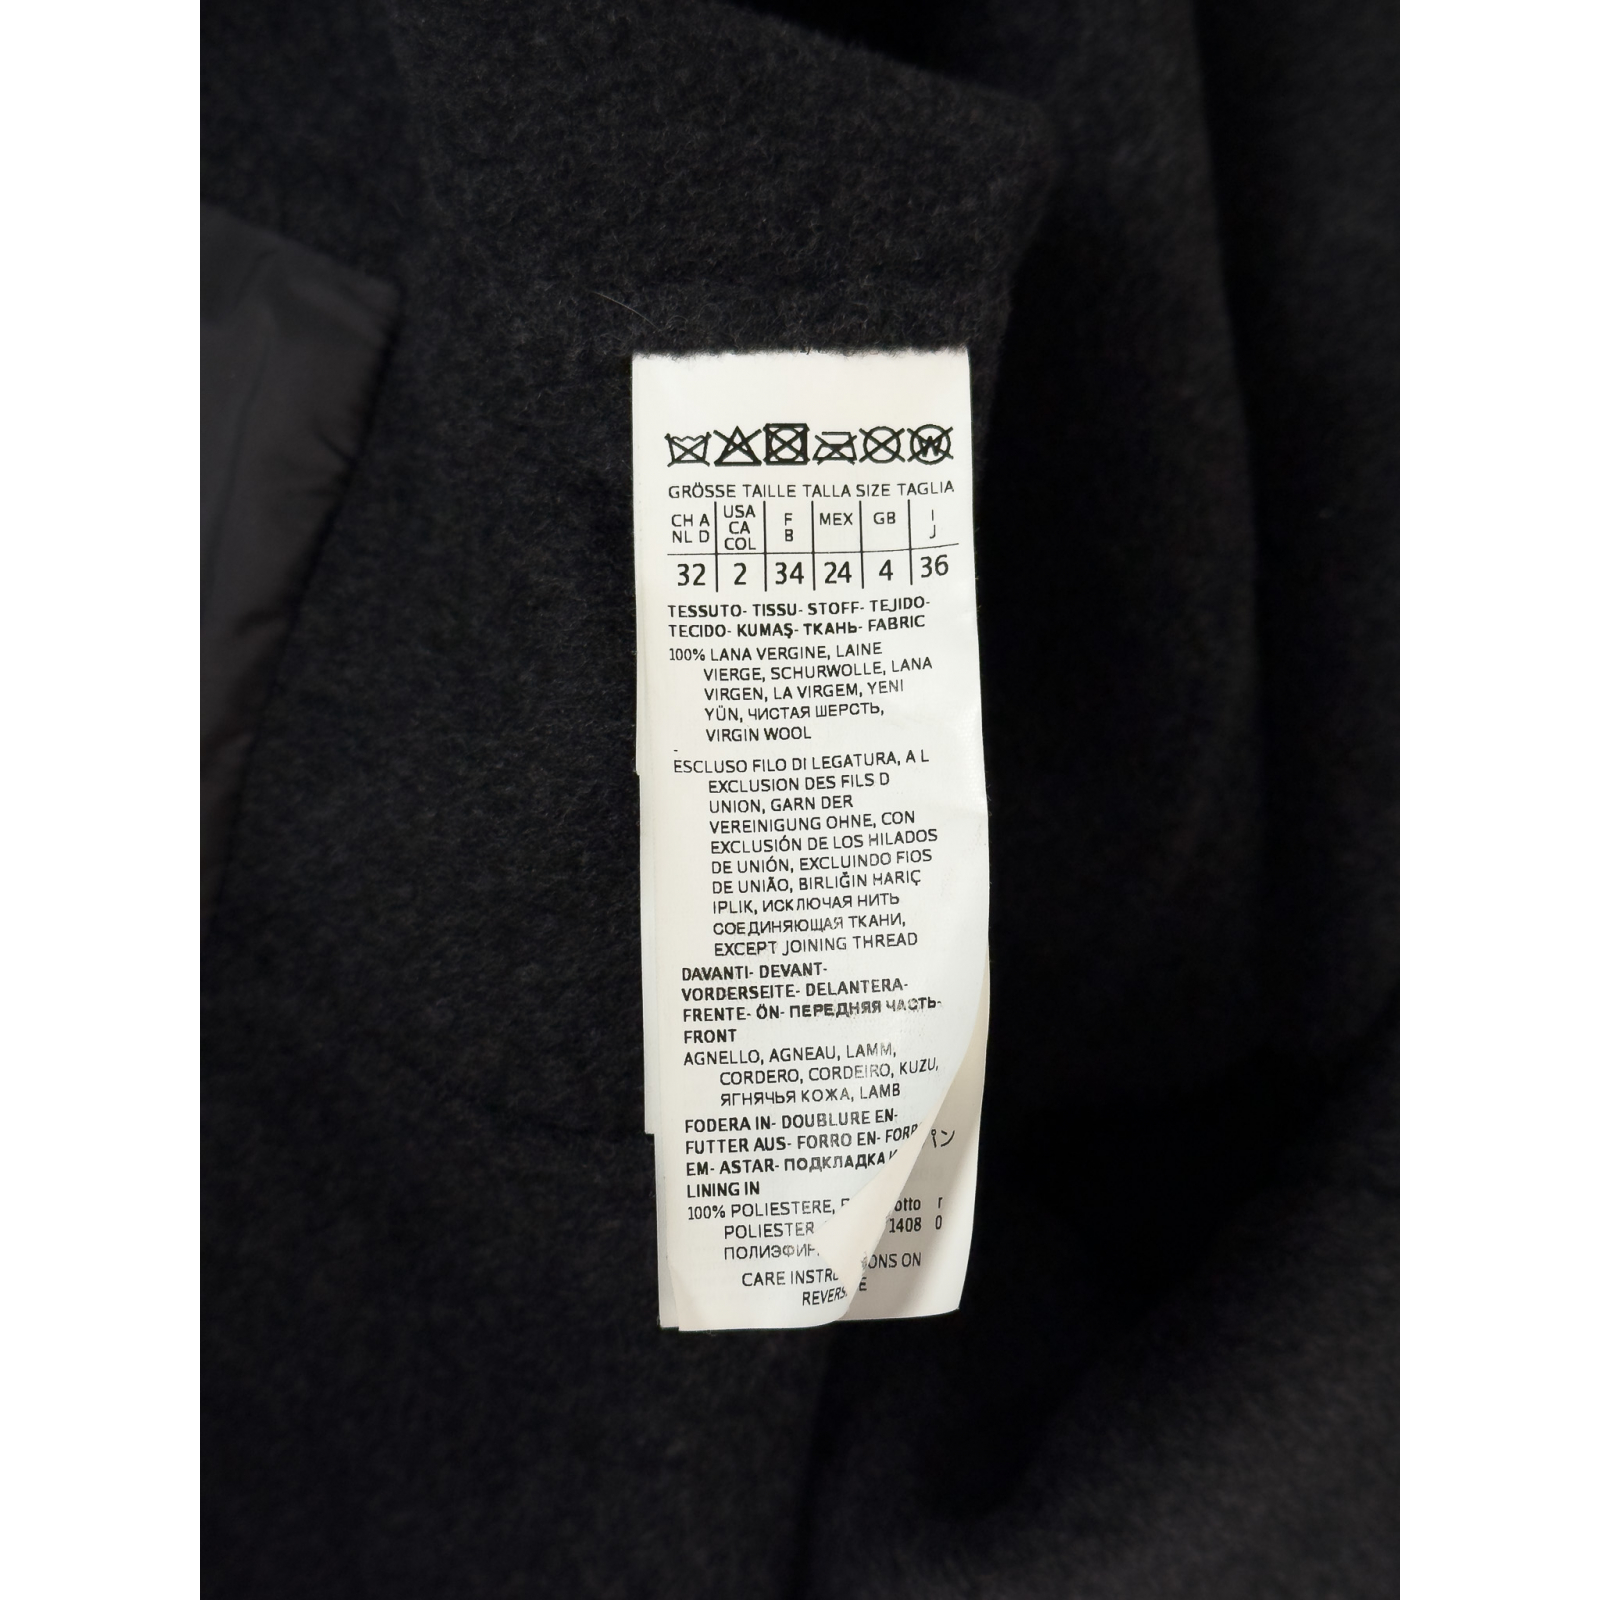 GRÖSSE TAILLE TALLA SIZE TAGLIA
CH A NL D USA CA COL F B MEX GB I J
32 2 34 24 4 36
TESSUTO- TISSU- STOFF- TEJIDO-
TECIDO- KUMAŞ- ТКАНЬ- FABRIC
100% LANA VERGINE, LAINE
VIERGE, SCHURWOLLE, LANA
VIRGEN, LA VIRGEM, YENI
YÜN, ЧИСТАЯ ШЕРСТЬ,
VIRGIN WOOL
-
ESCLUSO FILO DI LEGATURA, A L
EXCLUSION DES FILS D
UNION, GARN DER
VEREINIGUNG OHNE, CON
EXCLUSIÓN DE LOS HILADOS
DE UNIÓN, EXCLUINDO FIOS
DE UNIÃO, BIRLIĞIN HARIÇ
IPLIK, ИСКЛЮЧАЯ НИТЬ
СОЕДИНЯЮЩАЯ ТКАНИ,
EXCEPT JOINING THREAD
DAVANTI- DEVANT-
VORDERSEITE- DELANTERA-
FRENTE- ÖN- ПЕРЕДНЯЯ ЧАСТЬ-
FRONT
AGNELLO, AGNEAU, LAMM,
CORDERO, CORDEIRO, KUZU,
ЯГНЯЧЬЯ КОЖА, LAMB
FODERA IN- DOUBLURE EN-
FUTTER AUS- FORRO EN-
EM- ASTAR- ПОДКЛАДКА
LINING IN
100% POLIESTERE,
POLIESTER 1408 0
CARE
REVERSE